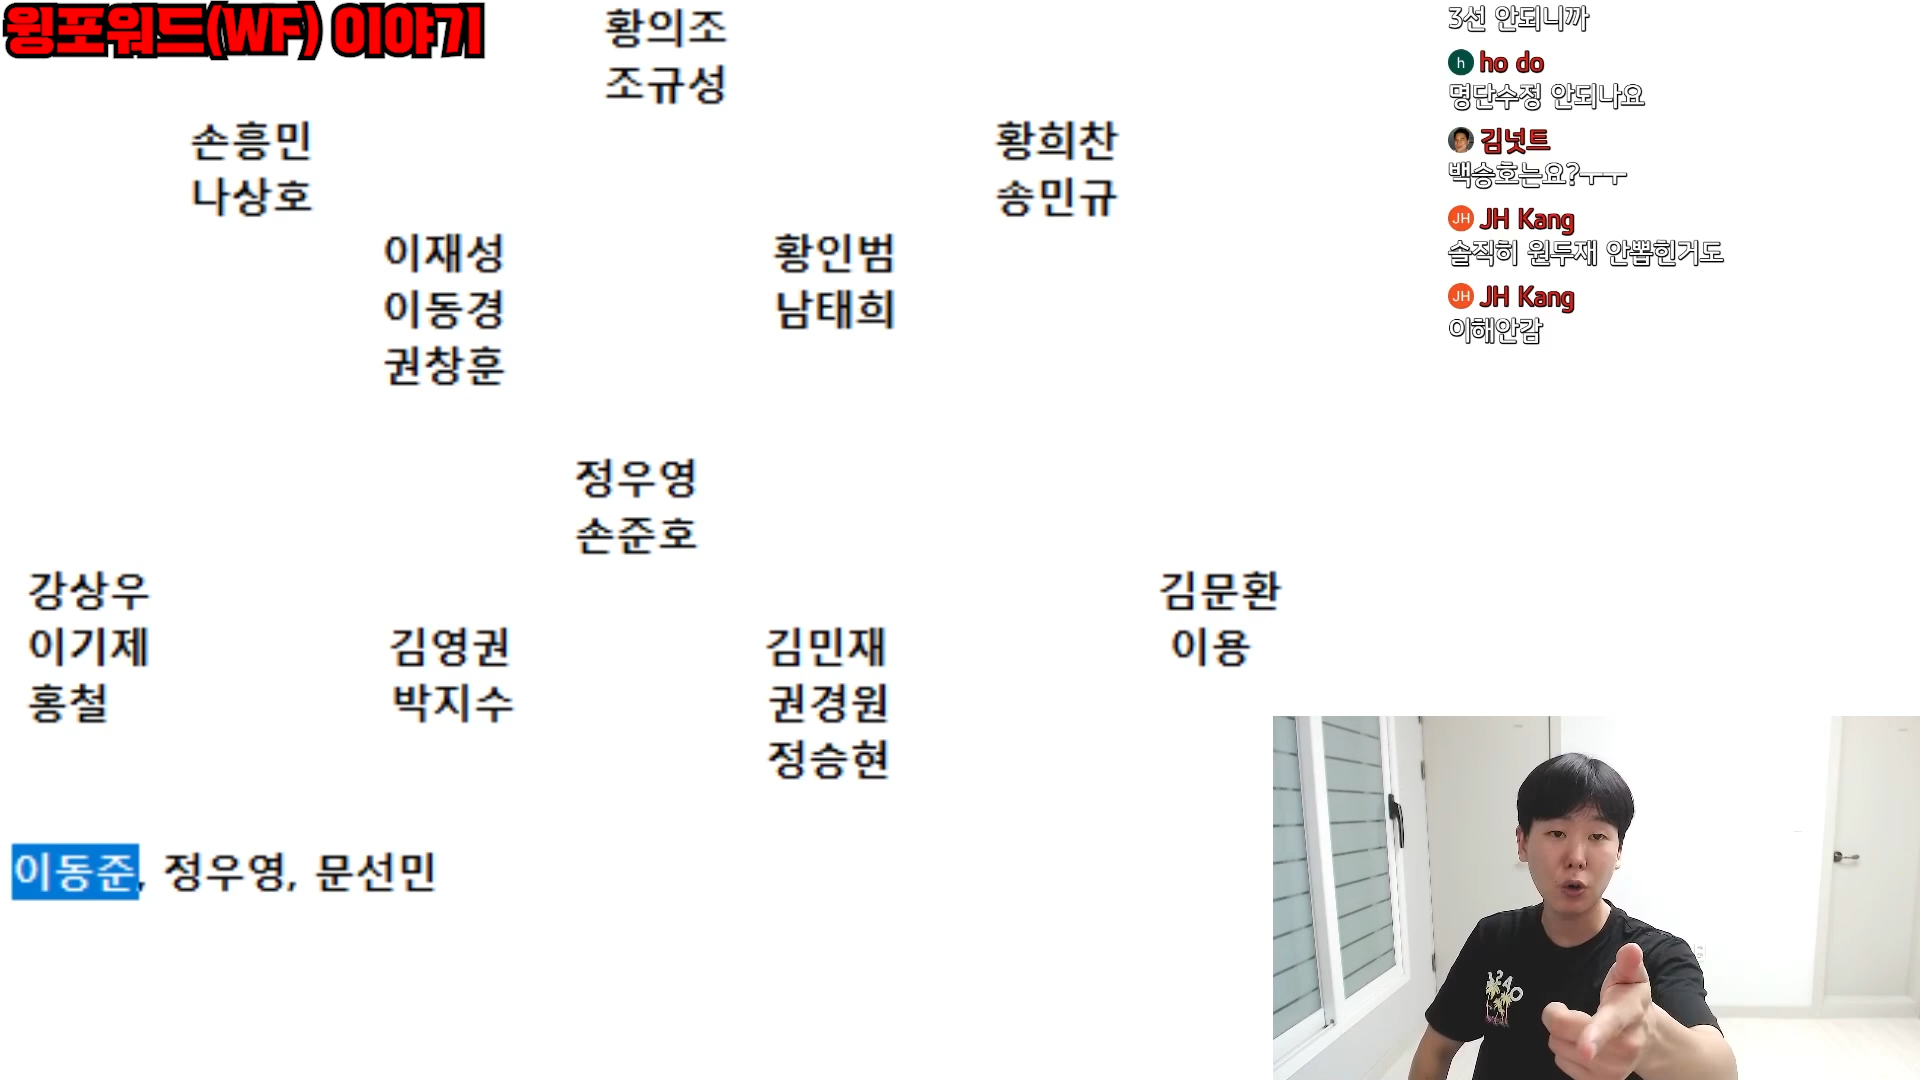 윙포워드(WF) 이야기
황의조
조규성
손흥민
황희찬
나상호
송민규
이재성
황인범
이동경
남태희
권창훈
정우영
손준호
강상우
김문환
이기제
김영권
김민재
이용
홍철
박지수
권경원
정승현
이동준, 정우영, 문선민
3선 안되니까
h ho do
명단수정 안되나요
김넛트
백승호는요?ㅜㅜ
JH JH Kang
솔직히 원두재 안뽑힌거도
JH JH Kang
이해안감